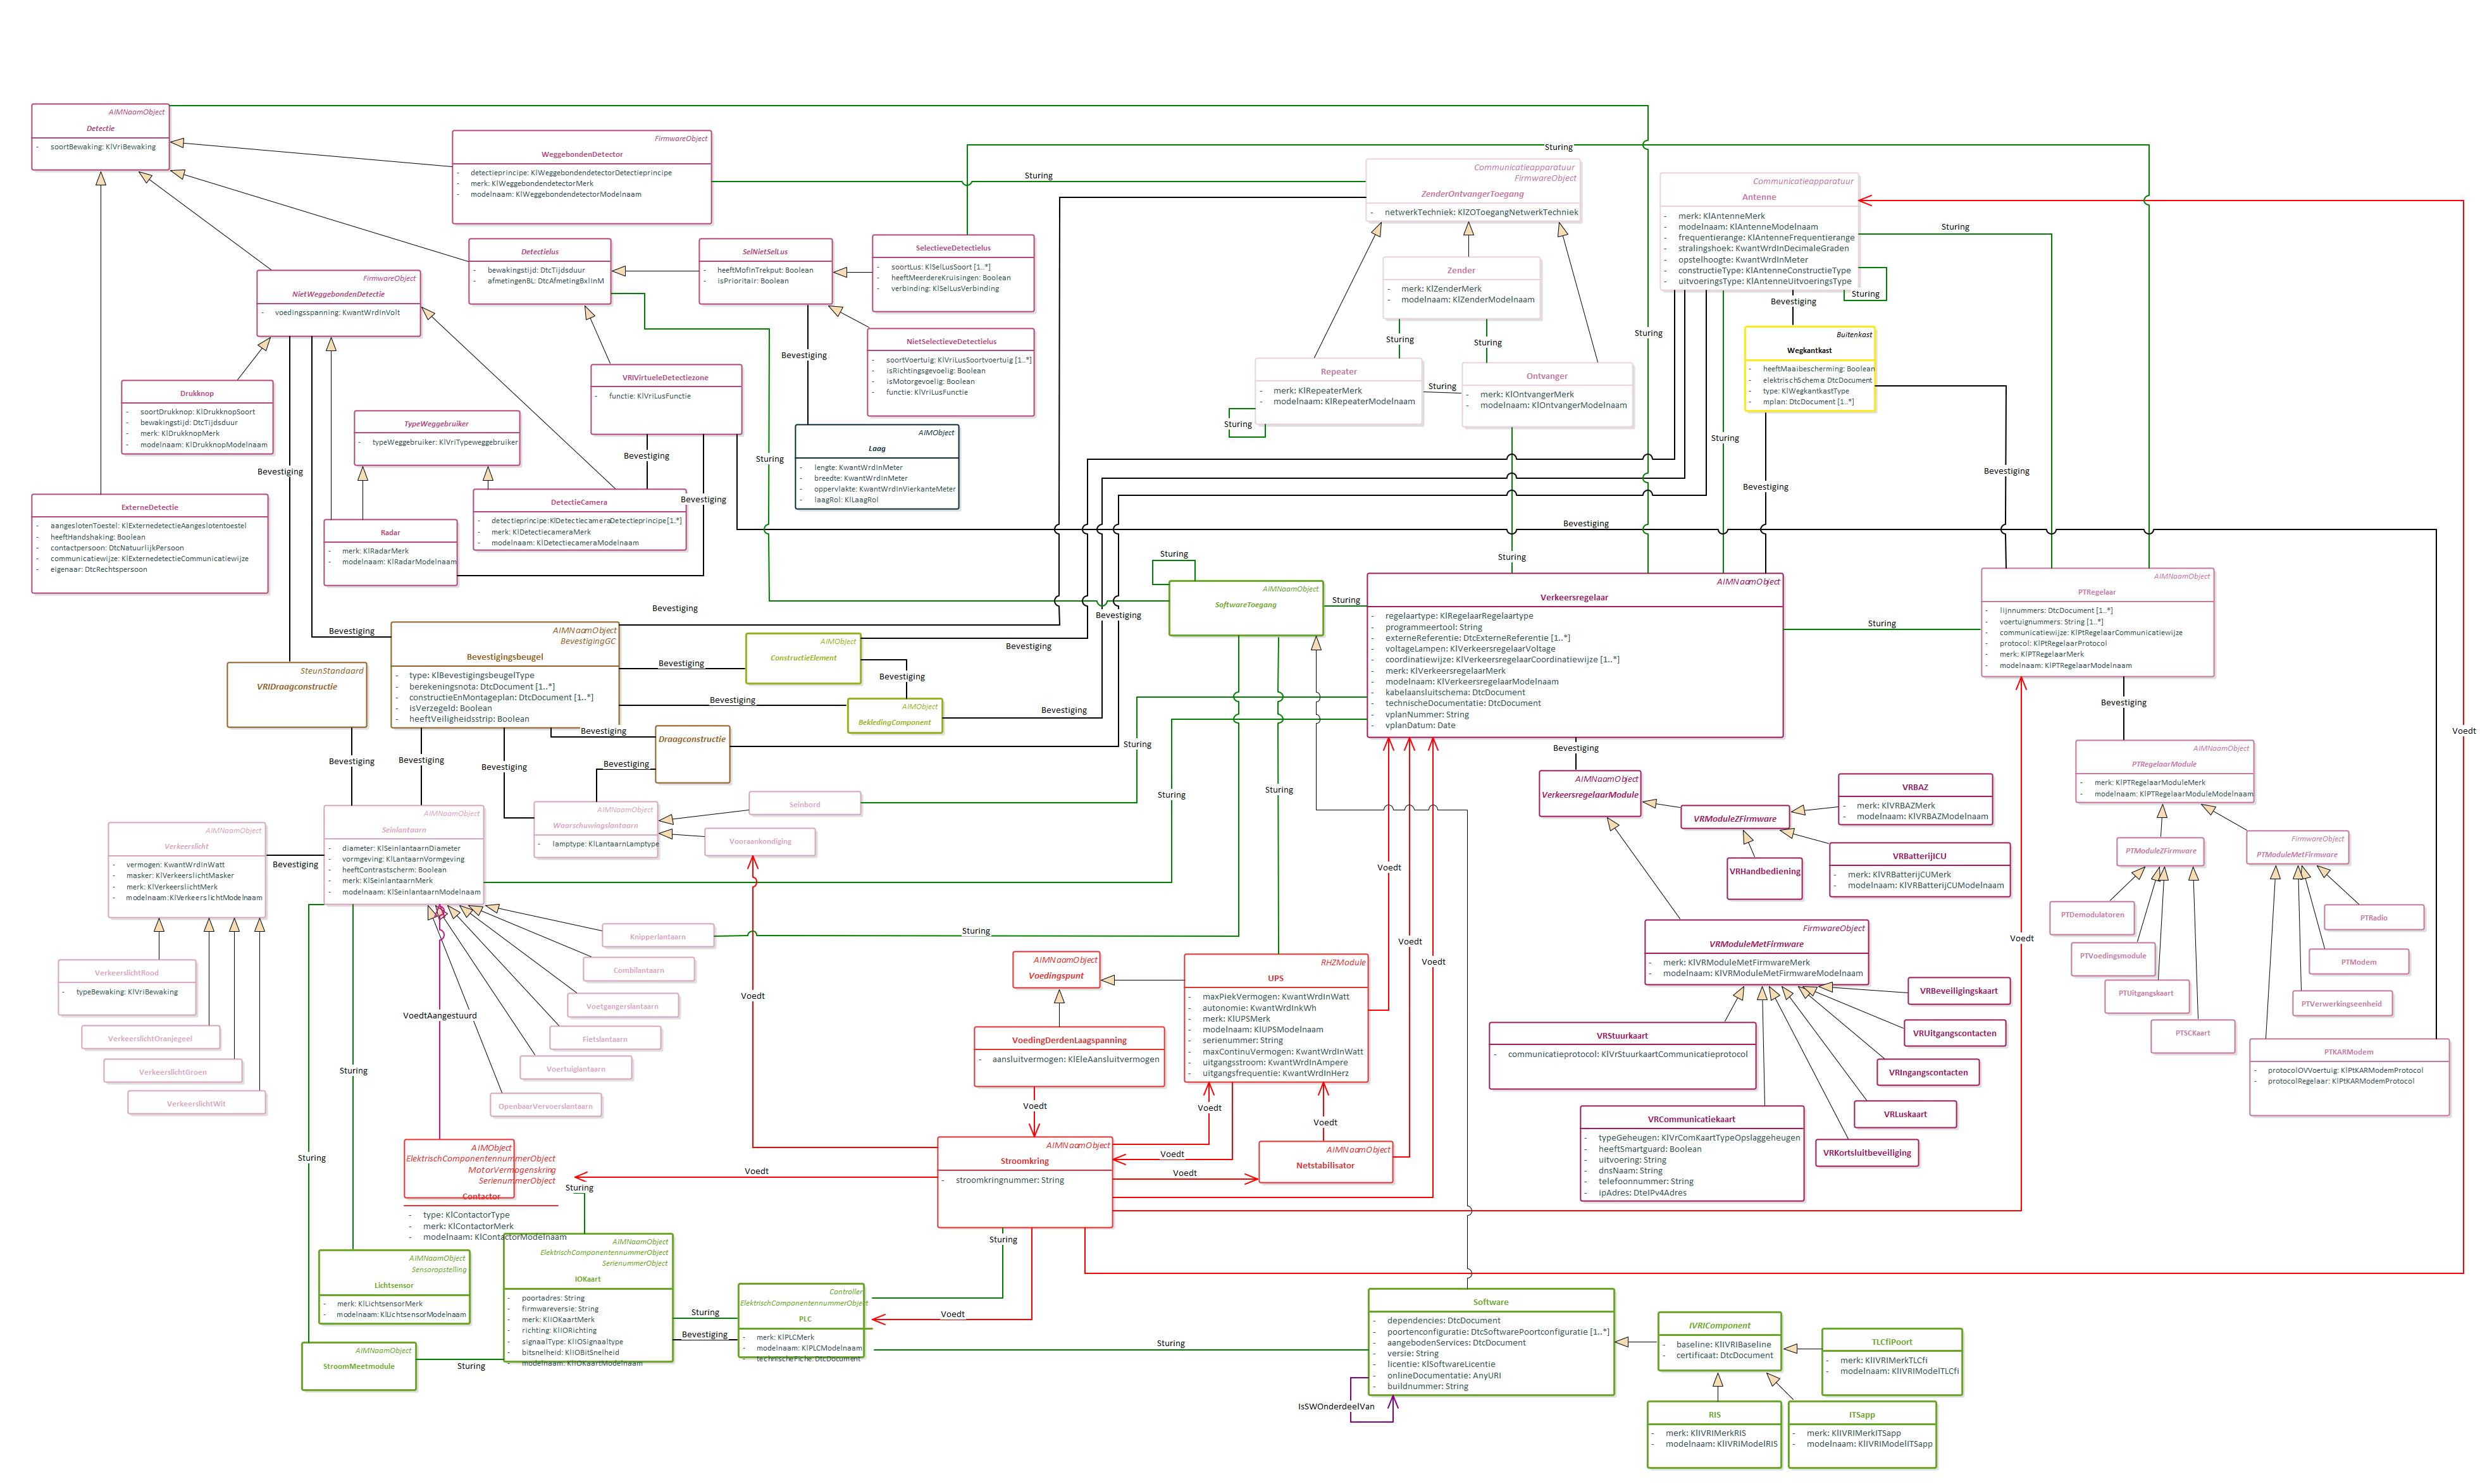 AIMNaamObject
Detectie
- soortBewaking: KlVriBewaking
FirmwareObject
WeggebondenDetector
- detectieprincipe: KlWeggebondendetectorDetectieprincipe
- merk: KlWeggebondendetectorMerk
- modelnaam: KlWeggebondendetectorModelnaam
Sturing
Sturing
Communicatieapparatuur
FirmwareObject
ZenderOntvangerToegang
- netwerkTechniek: KlZOToegangNetwerkTechniek
Communicatieapparatuur
Antenne
- merk: KlAntenneMerk
- modelnaam: KlAntenneModelnaam
- frequentierange: KlAntenneFrequentierange
- stralingshoek: KwantWrdInDecimaleGraden
- opstelhoogte: KwantWrdInMeter
- constructieType: KlAntenneConstructieType
- uitvoeringsType: KlAntenneUitvoeringsType
Sturing
Sturing
Bevestiging
FirmwareObject
NietWeggebondenDetectie
- voedingsspanning: KwantWrdInVolt
Detectielus
- bewakingstijd: DtcTijdsduur
- afmetingenBL: DtcAfmetingBxlInM
SelNietSelLus
- heeftMofInTrekput: Boolean
- isPrioritair: Boolean
SelectieveDetectielus
- soortLus: KlSelLusSoort [1..*]
- heeftMeerdereKruisingen: Boolean
- verbinding: KlSelLusVerbinding
NietSelectieveDetectielus
- soortVoertuig: KlVriLusSoortvoertuig [1..*]
- isRichtingsgevoelig: Boolean
- isMotorgevoelig: Boolean
- functie: KlVriLusFunctie
Zender
- merk: KlZenderMerk
- modelnaam: KlZenderModelnaam
Sturing
Sturing
Sturing
Repeater
- merk: KlRepeaterMerk
- modelnaam: KlRepeaterModelnaam
Sturing
Sturing
Ontvanger
- merk: KlOntvangerMerk
- modelnaam: KlOntvangerModelnaam
Buitenkast
Wegkantkast
- heeftMaaibescherming: Boolean
- elektrischSchema: DtcDocument
- type: KlWegkantkastType
- mplan: DtcDocument [1..*]
Drukknop
- soortDrukknop: KlDrukknopSoort
- bewakingstijd: DtcTijdsduur
- merk: KlDrukknopMerk
- modelnaam: KlDrukknopModelnaam
TypeWeggebruiker
- typeWeggebruiker: KlVriTypeweggebruiker
VRIVirtueleDetectiezone
- functie: KlVriLusFunctie
Bevestiging
Bevestiging
Bevestiging
Bevestiging
Sturing
AIMObject
Laag
- lengte: KwantWrdInMeter
- breedte: KwantWrdInMeter
- oppervlakte: KwantWrdInVierkanteMeter
- laagRol: KlLaagRol
Sturing
Bevestiging
Bevestiging
Bevestiging
ExterneDetectie
- aangeslotenToestel: KlExternedetectieAangeslotentoestel
- heeftHandshaking: Boolean
- contactpersoon: DtcNatuurlijkPersoon
- communicatiewijze: KlExternedetectieCommunicatiewijze
- eigenaar: DtcRechtspersoon
Radar
- merk: KlRadarMerk
- modelnaam: KlRadarModelnaam
DetectieCamera
- detectieprincipe:KlDetectiecameraDetectieprincipe[1..*]
- merk: KlDetectiecameraMerk
- modelnaam: KlDetectiecameraModelnaam
Sturing
Sturing
AIMNaamObject
SoftwareToegang
Sturing
AIMNaamObject
Verkeersregelaar
- regelaartype: KlRegelaarRegelaartype
- programmeertool: String
- externeReferentie: DtcExterneReferentie [1..*]
- voltageLampen: KlVerkeersregelaarVoltage
- coordinatiewijze: KlVerkeersregelaarCoordinatiewijze [1..*]
- merk: KlVerkeersregelaarMerk
- modelnaam: KlVerkeersregelaarModelnaam
- kabelaansluitschema: DtcDocument
- technischeDocumentatie: DtcDocument
- vplanNummer: String
- vplanDatum: Date
Sturing
AIMNaamObject
PTRegelaar
- lijnnummers: DtcDocument [1..*]
- voertuignummers: String [1..*]
- communicatiewijze: KlPtRegelaarCommunicatiewijze
- protocol: KlPtRegelaarProtocol
- merk: KlPTRegelaarMerk
- modelnaam: KlPTRegelaarModelnaam
Bevestiging
Bevestiging
Bevestiging
Bevestiging
SteunStandaard
VRIDraagconstructie
AIMNaamObject
BevestigingGC
Bevestigingsbeugel
- type: KlBevestigingsbeugelType
- berekeningsnota: DtcDocument [1..*]
- constructieEnMontageplan: DtcDocument [1..*]
- isVerzegeld: Boolean
- heeftVeiligheidsstrip: Boolean
Bevestiging
AIMObject
ConstructieElement
Bevestiging
Bevestiging
AIMObject
BekledingComponent
Bevestiging
Bevestiging
Draagconstructie
Bevestiging
Sturing
Bevestiging
Bevestiging
Bevestiging
Sturing
Sturing
Bevestiging
AIMNaamObject
VerkeersregelaarModule
VRModuleZFirmware
VRBAZ
- merk: KlVRBAZMerk
- modelnaam: KlVRBAZModelnaam
VRBatterijICU
- merk: KlVRBatterijCUMerk
- modelnaam: KlVRBatterijCUModelnaam
VRHandbediening
Bevestiging
AIMNaamObject
PTRegelaarModule
- merk: KlPTRegelaarModuleMerk
- modelnaam: KlPTRegelaarModuleModelnaam
Voedt
AIMNaamObject
Verkeerslicht
- vermogen: KwantWrdInWatt
- masker: KlVerkeerslichtMasker
- merk: KlVerkeerslichtMerk
- modelnaam:KlVerkeerslichtModelnaam
Bevestiging
AIMNaamObject
Seinlantaarn
- diameter: KlSeinlantaarnDiameter
- vormgeving: KlLantaarnVormgeving
- heeftContrastscherm: Boolean
- merk: KlSeinlantaarnMerk
- modelnaam: KlSeinlantaarnModelnaam
AIMNaamObject
Waarschuwingslantaarn
- lamptype: KlLantaarnLamptype
Seinbord
Vooraankondiging
Voedt
Voedt
Voedt
Voedt
PTModuleZFirmware
FirmwareObject
PTModuleMetFirmware
PTDemodulatoren
PTVoedingsmodule
PTUitgangskaart
PTSCKaart
PTRadio
PTModem
PTVerwerkingseenheid
PTKARModem
- protocolOVVoertuig: KlPtKARModemProtocol
- protocolRegelaar: KlPtKARModemProtocol
VerkeerslichtRood
- typeBewaking: KlVriBewaking
VerkeerslichtOranjegeel
VerkeerslichtGroen
VerkeerslichtWit
Knipperlantaarn
Combilantaarn
Voetgangerslantaarn
Fietslantaarn
Voertuiglantaarn
OpenbaarVervoerslantaarn
Sturing
VoedtAangestuurd
Sturing
Sturing
Voedt
AIMNaamObject
Voedingspunt
RHZModule
UPS
- maxPiekVermogen: KwantWrdInWatt
- autonomie: KwantWrdInkWh
- merk: KlUPSMerk
- modelnaam: KlUPSModelnaam
- serienummer: String
- maxContinuVermogen: KwantWrdInWatt
- uitgangsstroom: KwantWrdInAmpere
- uitgangsfrequentie: KwantWrdInHerz
VoedingDerdenLaagspanning
- aansluitvermogen: KlEleAansluitvermogen
Voedt
Voedt
Voedt
FirmwareObject
VRModuleMetFirmware
- merk: KlVRModuleMetFirmwareMerk
- modelnaam: KlVRModuleMetFirmwareModelnaam
VRBeveiligingskaart
VRUitgangscontacten
VRIngangscontacten
VRLuskaart
VRKortsluitbeveiliging
VRStuurkaart
- communicatieprotocol: KlVrStuurkaartCommunicatieprotocol
VRCommunicatiekaart
- typeGeheugen: KlVrComKaartTypeOpslaggeheugen
- heeftSmartguard: Boolean
- uitvoering: String
- dnsNaam: String
- telefoonnummer: String
- ipAdres: DteIPv4Adres
AIMObject
ElektrischComponentennummerObject
MotorVermogenskring
SerienummerObject
Contactor
- type: KlContactorType
- merk: KlContactorMerk
- modelnaam: KlContactorModelnaam
Voedt
Sturing
AIMNaamObject
Stroomkring
- stroomkringnummer: String
Voedt
Voedt
AIMNaamObject
Netstabilisator
Sturing
AIMNaamObject
Sensoropstelling
Lichtsensor
- merk: KlLichtsensorMerk
- modelnaam: KlLichtsensorModelnaam
AIMNaamObject
StroomMeetmodule
Sturing
AIMNaamObject
ElektrischComponentennummerObject
SerienummerObject
IOKaart
- poortadres: String
- firmwareversie: String
- merk: KlIOKaartMerk
- richting: KlIORichting
- signaalType: KlIOSignaaltype
- bitsnelheid: KlIOBitSnelheid
- modelnaam: KlIOKaartModelnaam
Sturing
Bevestiging
Controller
ElektrischComponentennummerObject
PLC
- merk: KlPLCMerk
- modelnaam: KlPLCModelnaam
- technischeFiche: DtcDocument
Voedt
Sturing
Software
- dependencies: DtcDocument
- poortenconfiguratie: DtcSoftwarePoortconfiguratie [1..*]
- aangebodenServices: DtcDocument
- versie: String
- licentie: KlSoftwareLicentie
- onlineDocumentatie: AnyURI
- buildnummer: String
IsSWOnderdeelVan
IVRIComponent
- baseline: KlIVRIBaseline
- certificaat: DtcDocument
TLCfiPoort
- merk: KlIVRIMerkTLCfi
- modelnaam: KlIVRIModelTLCfi
RIS
- merk: KlIVRIMerkRIS
- modelnaam: KlIVRIModelRIS
ITSapp
- merk: KlIVRIMerkITSapp
- modelnaam: KlIVRIModelITSapp